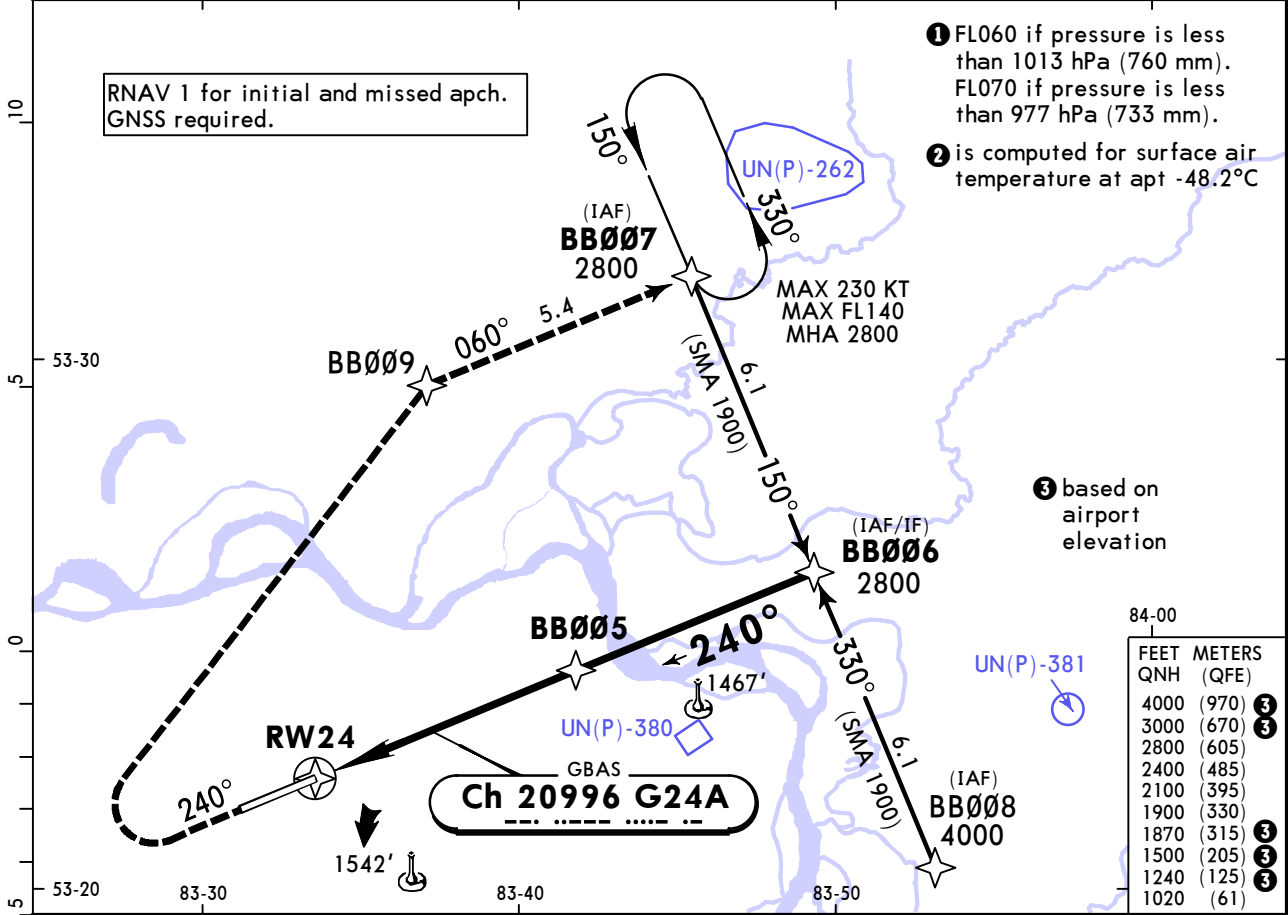 RNAV 1 for initial and missed apch.
GNSS required.
❶ FL060 if pressure is less
than 1013 hPa (760 mm).
FL070 if pressure is less
than 977 hPa (733 mm).
❷ is computed for surface air
temperature at apt -48.2°C
10
150°
UN(P)-262
330°
(IAF)
BBØØ7
2800
MAX 230 KT
MAX FL140
MHA 2800
5.4
060°
BBØØ9
53-30
5
6.1
(SMA 1900)
150°
❸ based on
airport
elevation
(IAF/IF)
BBØØ6
2800
BBØØ5
240°
0
1467'
UN(P)-380
UN(P)-381
330°
(SMA 1900)
6.1
RW24
240°
GBAS
Ch 20996 G24A
(IAF)
BBØØ8
4000
1542'
84-00
FEET METERS
QNH (QFE)
4000 (970) ❸
3000 (670) ❸
2800 (605)
2400 (485)
2100 (395)
1900 (330)
1870 (315) ❸
1500 (205) ❸
1240 (125) ❸
1020 (61)
5
53-20
83-30
83-40
83-50